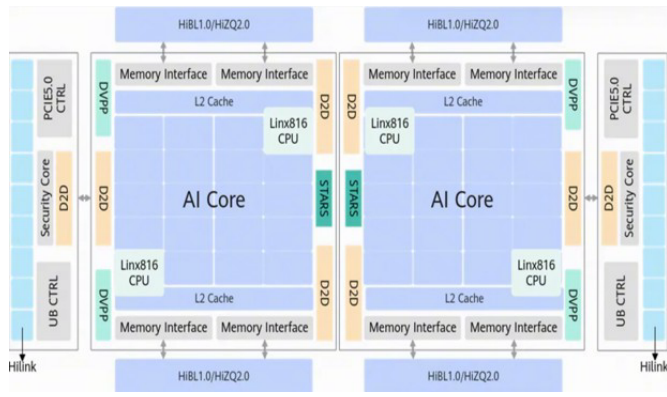 HiBL1.0/HiZQ2.0
HiBL1.0/HiZQ2.0
Memory Interface
Memory Interface
Memory Interface
Memory Interface
L2 Cache
L2 Cache
PCIE5.0
CTRL
DVPP
Linx816
CPU
D2D
D2D
Linx816
CPU
DVPP
PCIE5.0
CTRL
Security Core
D2D
D2D
AI Core
STARS
STARS
AI Core
D2D
D2D
Security Core
UB CTRL
DVPP
Linx816
CPU
D2D
D2D
Linx816
CPU
DVPP
UB CTRL
L2 Cache
L2 Cache
Memory Interface
Memory Interface
Memory Interface
Memory Interface
Hilink
Hilink
HiBL1.0/HiZQ2.0
HiBL1.0/HiZQ2.0